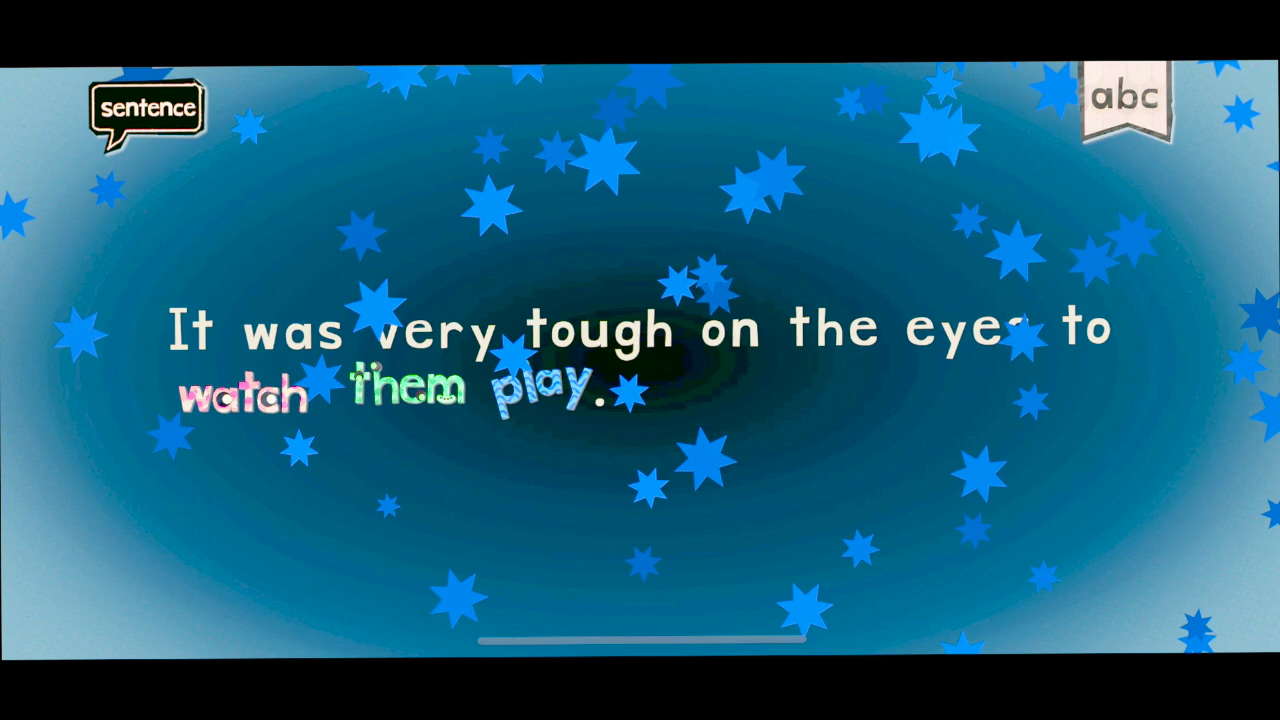 sentence
abc
It was very tough on the eyes to
watch them play.